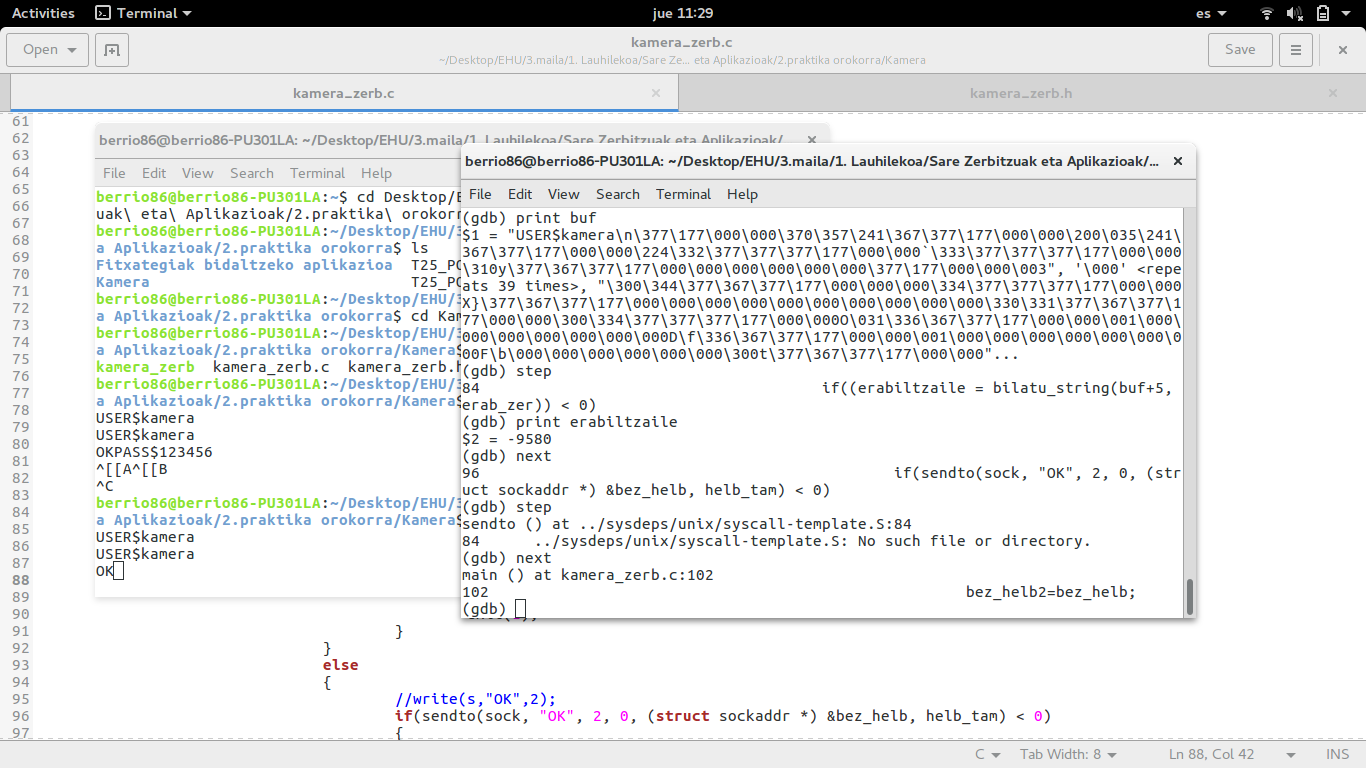 Activities Terminal jue 11:29 es
Open kamera_zerb.c Save
~/Desktop/EHU/3.maila/1. Lauhilekoa/Sare Ze... eta Aplikazioak/2.praktika orokorra/Kamera
kamera_zerb.c kamera_zerb.h
61
62
63
64
65
66
67
68
69
70
71
72
73
74
75
76
77
78
79
80
81
82
83
84
85
86
87
88
89
90
91 }
92 }
93 else
94 {
95 //write(s,"OK",2);
96 if(sendto(sock, "OK", 2, 0, (struct sockaddr *) &bez_helb, helb_tam) < 0)
97 {
berrio86@berrio86-PU301LA: ~/Desktop/EHU/3.maila/1. Lauhilekoa/Sare Zerbitzuak eta Aplikazioak/...
File Edit View Search Terminal Help
berrio86@berrio86-PU301LA:~$ cd Desktop/E
uak\ eta\ Aplikazioak/2.praktika\ orokorr
berrio86@berrio86-PU301LA:~/Desktop/EHU/3
a Aplikazioak/2.praktika orokorra$ ls
Fitxategiak bidaltzeko aplikazioa T25_PO
Kamera T25_PO
berrio86@berrio86-PU301LA:~/Desktop/EHU/3
a Aplikazioak/2.praktika orokorra$ cd Kam
berrio86@berrio86-PU301LA:~/Desktop/EHU/3
a Aplikazioak/2.praktika orokorra/Kamera$
kamera_zerb kamera_zerb.c kamera_zerb.h
berrio86@berrio86-PU301LA:~/Desktop/EHU/3
a Aplikazioak/2.praktika orokorra/Kamera$
USER$kamera
USER$kamera
OKPASS$123456
^[[A^[[B
^C
berrio86@berrio86-PU301LA:~/Desktop/EHU/3
a Aplikazioak/2.praktika orokorra/Kamera$
USER$kamera
USER$kamera
OK
berrio86@berrio86-PU301LA: ~/Desktop/EHU/3.maila/1. Lauhilekoa/Sare Zerbitzuak eta Aplikazioak/...
File Edit View Search Terminal Help
(gdb) print buf
$1 = "USER$kamera\n\377\177\000\000\370\357\241\367\377\177\000\000\200\035\241\
367\377\177\000\000\224\332\377\377\377\177\000\000`\333\377\377\377\177\000\000
\310y\377\367\377\177\000\000\000\000\000\000\377\177\000\000\003", '\000' <repe
ats 39 times>, "\300\344\377\367\377\177\000\000\000\334\377\377\377\177\000\000
X}\377\367\377\177\000\000\000\000\000\000\000\000\000\000\330\331\377\367\377\1
77\000\000\300\334\377\377\377\177\000\000O\031\336\367\377\177\000\000\001\000\
000\000\000\000\000\000D\f\336\367\377\177\000\000\001\000\000\000\000\000\000\0
00F\b\000\000\000\000\000\000\300t\377\367\377\177\000\000"...
(gdb) step
84 if((erabiltzaile = bilatu_string(buf+5,
erab_zer)) < 0)
(gdb) print erabiltzaile
$2 = -9580
(gdb) next
96 if(sendto(sock, "OK", 2, 0, (str
uct sockaddr *) &bez_helb, helb_tam) < 0)
(gdb) step
sendto () at ../sysdeps/unix/syscall-template.S:84
84 ../sysdeps/unix/syscall-template.S: No such file or directory.
(gdb) next
main () at kamera_zerb.c:102
102 bez_helb2=bez_helb;
(gdb)
C Tab Width: 8 Ln 88, Col 42 INS